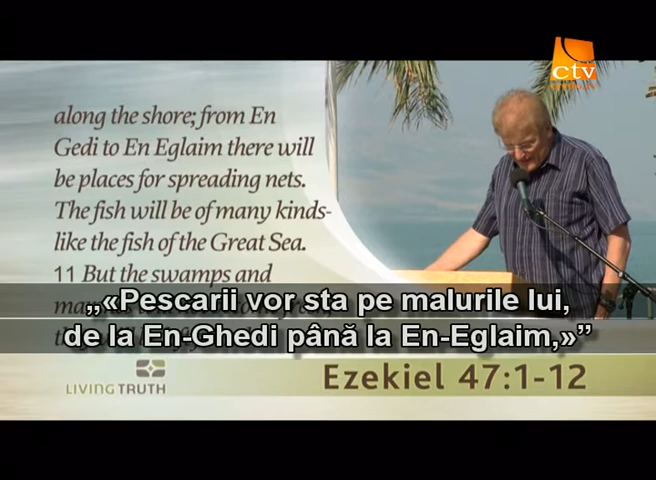 ctv
along the shore; from En
Gedi to En Eglaim there will
be places for spreading nets.
The fish will be of many kinds-
like the fish of the Great Sea.
11 But the swamps and
„«Pescarii vor sta pe malurile lui,
de la En-Ghedi până la En-Eglaim,»”
LIVING TRUTH
Ezekiel 47:1-12